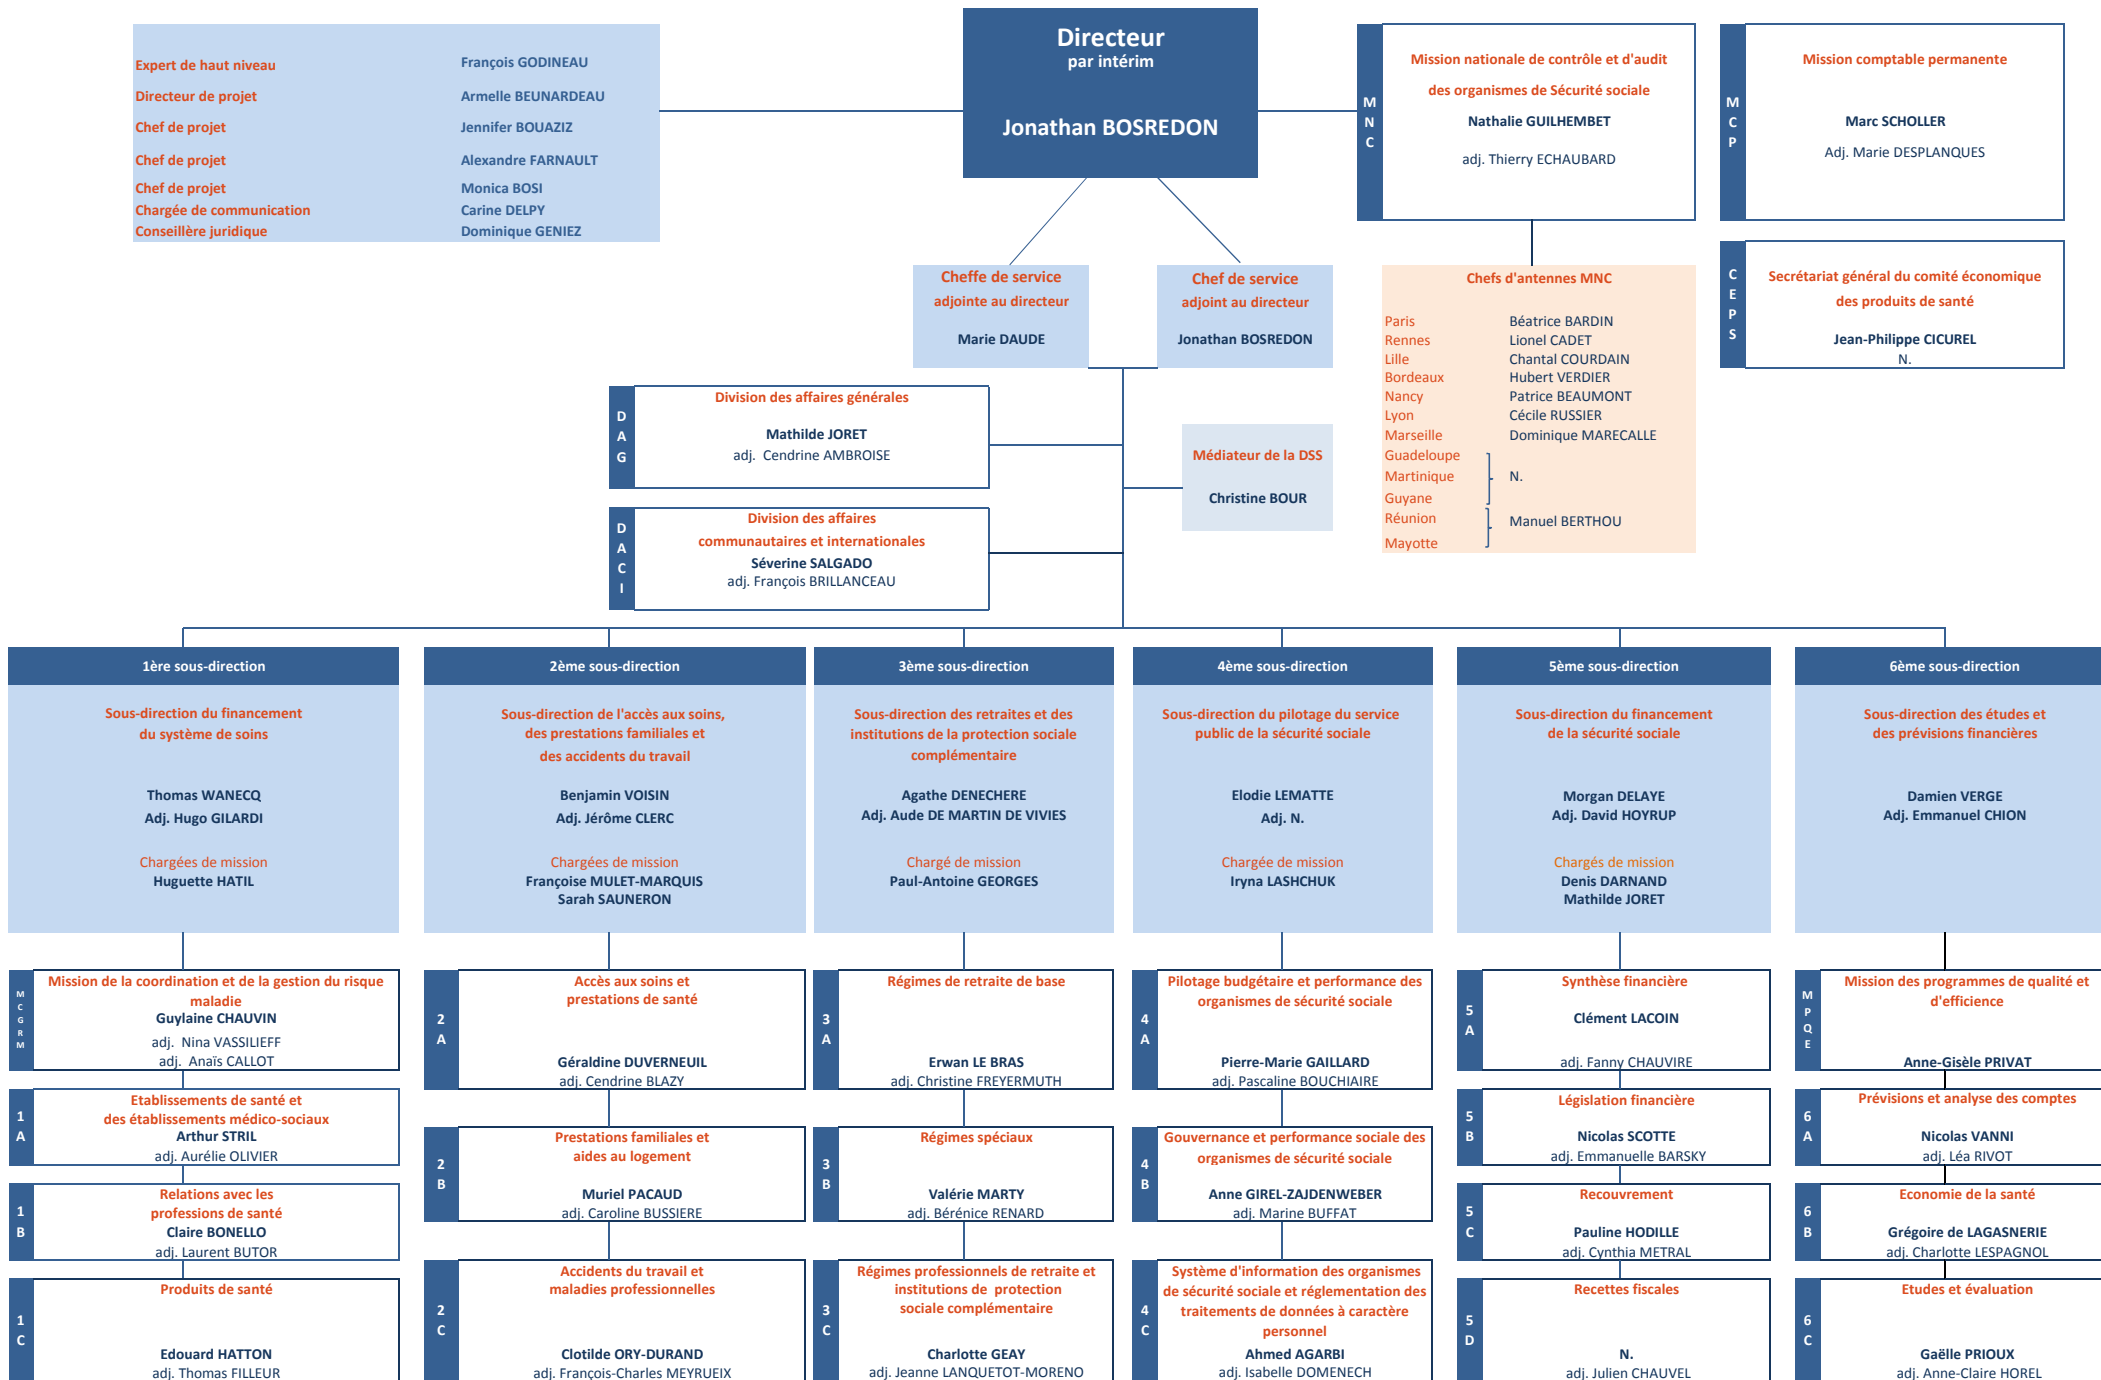 Expert de haut niveau François GODINEAU
Directeur de projet Armelle BEUNARDEAU
Chef de projet Jennifer BOUAZIZ
Chef de projet Alexandre FARNAULT
Chef de projet Monica BOSI
Chargée de communication Carine DELPY
Conseillère juridique Dominique GENIEZ
Directeur
par intérim
Jonathan BOSREDON
MNC
Mission nationale de contrôle et d'audit
des organismes de Sécurité sociale
Nathalie GUILHEMBET
adj. Thierry ECHAUBARD
MCP
Mission comptable permanente
Marc SCHOLLER
Adj. Marie DESPLANQUES
Cheffe de service
adjointe au directeur
Marie DAUDE
Chef de service
adjoint au directeur
Jonathan BOSREDON
Chefs d'antennes MNC
Paris Béatrice BARDIN
Rennes Lionel CADET
Lille Chantal COURDAIN
Bordeaux Hubert VERDIER
Nancy Patrice BEAUMONT
Lyon Cécile RUSSIER
Marseille Dominique MARECALLE
Guadeloupe
Martinique N.
Guyane
Réunion
Manuel BERTHOU
Mayotte
CEPS
Secrétariat général du comité économique
des produits de santé
Jean-Philippe CICUREL
N.
DAG
Division des affaires générales
Mathilde JORET
adj. Cendrine AMBROISE
Médiateur de la DSS
Christine BOUR
DACI
Division des affaires
communautaires et internationales
Séverine SALGADO
adj. François BRILLANCEAU
1ère sous-direction
Sous-direction du financement
du système de soins
Thomas WANECQ
Adj. Hugo GILARDI
Chargées de mission
Huguette HATIL
2ème sous-direction
Sous-direction de l'accès aux soins,
des prestations familiales et
des accidents du travail
Benjamin VOISIN
Adj. Jérôme CLERC
Chargées de mission
Françoise MULET-MARQUIS
Sarah SAUNERON
3ème sous-direction
Sous-direction des retraites et des
institutions de la protection sociale
complémentaire
Agathe DENECHERE
Adj. Aude DE MARTIN DE VIVIES
Chargé de mission
Paul-Antoine GEORGES
4ème sous-direction
Sous-direction du pilotage du service
public de la sécurité sociale
Elodie LEMATTE
Adj. N.
Chargée de mission
Iryna LASHCHUK
5ème sous-direction
Sous-direction du financement
de la sécurité sociale
Morgan DELAYE
Adj. David HOYRUP
Chargés de mission
Denis DARNAND
Mathilde JORET
6ème sous-direction
Sous-direction des études et
des prévisions financières
Damien VERGE
Adj. Emmanuel CHION
MCGRM
Mission de la coordination et de la gestion du risque
maladie
Guylaine CHAUVIN
adj. Nina VASSILIEFF
adj. Anaïs CALLOT
1A
Etablissements de santé et
des établissements médico-sociaux
Arthur STRIL
adj. Aurélie OLIVIER
1B
Relations avec les
professions de santé
Claire BONELLO
adj. Laurent BUTOR
1C
Produits de santé
Edouard HATTON
adj. Thomas FILLEUR
2A
Accès aux soins et
prestations de santé
Géraldine DUVERNEUIL
adj. Cendrine BLAZY
2B
Prestations familiales et
aides au logement
Muriel PACAUD
adj. Caroline BUSSIERE
2C
Accidents du travail et
maladies professionnelles
Clotilde ORY-DURAND
adj. François-Charles MEYRUEIX
3A
Régimes de retraite de base
Erwan LE BRAS
adj. Christine FREYERMUTH
3B
Régimes spéciaux
Valérie MARTY
adj. Bérénice RENARD
3C
Régimes professionnels de retraite et
institutions de protection
sociale complémentaire
Charlotte GEAY
adj. Jeanne LANQUETOT-MORENO
4A
Pilotage budgétaire et performance des
organismes de sécurité sociale
Pierre-Marie GAILLARD
adj. Pascaline BOUCHIAIRE
4B
Gouvernance et performance sociale des
organismes de sécurité sociale
Anne GIREL-ZAJDENWEBER
adj. Marine BUFFAT
4C
Système d'information des organismes
de sécurité sociale et réglementation des
traitements de données à caractère
personnel
Ahmed AGARBI
adj. Isabelle DOMENECH
5A
Synthèse financière
Clément LACOIN
adj. Fanny CHAUVIRE
5B
Législation financière
Nicolas SCOTTE
adj. Emmanuelle BARSKY
5C
Recouvrement
Pauline HODILLE
adj. Cynthia METRAL
5D
Recettes fiscales
N.
adj. Julien CHAUVEL
MPQE
Mission des programmes de qualité et
d'efficience
Anne-Gisèle PRIVAT
6A
Prévisions et analyse des comptes
Nicolas VANNI
adj. Léa RIVOT
6B
Economie de la santé
Grégoire de LAGASNERIE
adj. Charlotte LESPAGNOL
6C
Etudes et évaluation
Gaëlle PRIOUX
adj. Anne-Claire HOREL